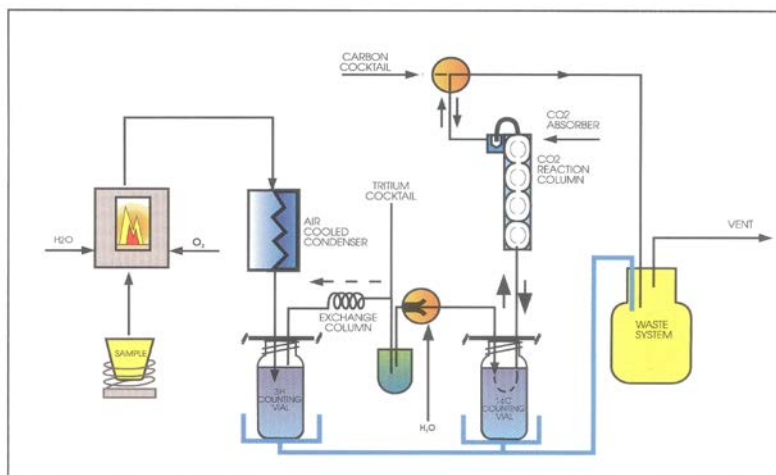 CARBON
COCKTAIL
CO2
ABSORBER
CO2
REACTION
COLUMN
TRITIUM
COCKTAIL
AIR
COOLED
CONDENSER
H2O
O2
VENT
EXCHANGE
COLUMN
WASTE
SYSTEM
SAMPLE
3H
COUNTING
VIAL
H2O
14C
COUNTING
VIAL